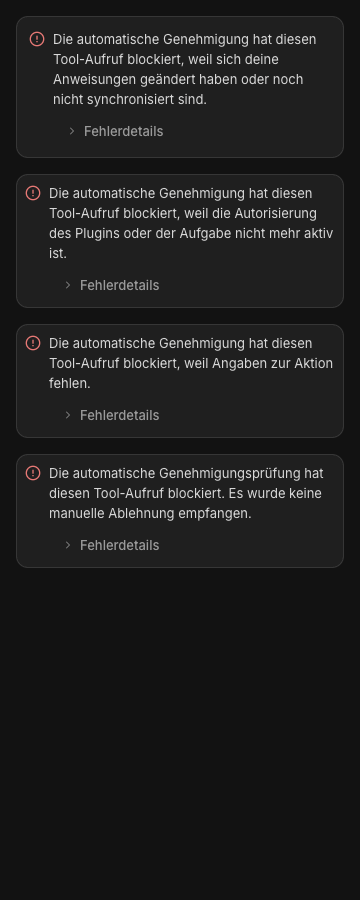 Die automatische Genehmigung hat diesen
Tool-Aufruf blockiert, weil sich deine
Anweisungen geändert haben oder noch
nicht synchronisiert sind.
Fehlerdetails
Die automatische Genehmigung hat diesen
Tool-Aufruf blockiert, weil die Autorisierung
des Plugins oder der Aufgabe nicht mehr aktiv
ist.
Fehlerdetails
Die automatische Genehmigung hat diesen
Tool-Aufruf blockiert, weil Angaben zur Aktion
fehlen.
Fehlerdetails
Die automatische Genehmigungsprüfung hat
diesen Tool-Aufruf blockiert. Es wurde keine
manuelle Ablehnung empfangen.
Fehlerdetails